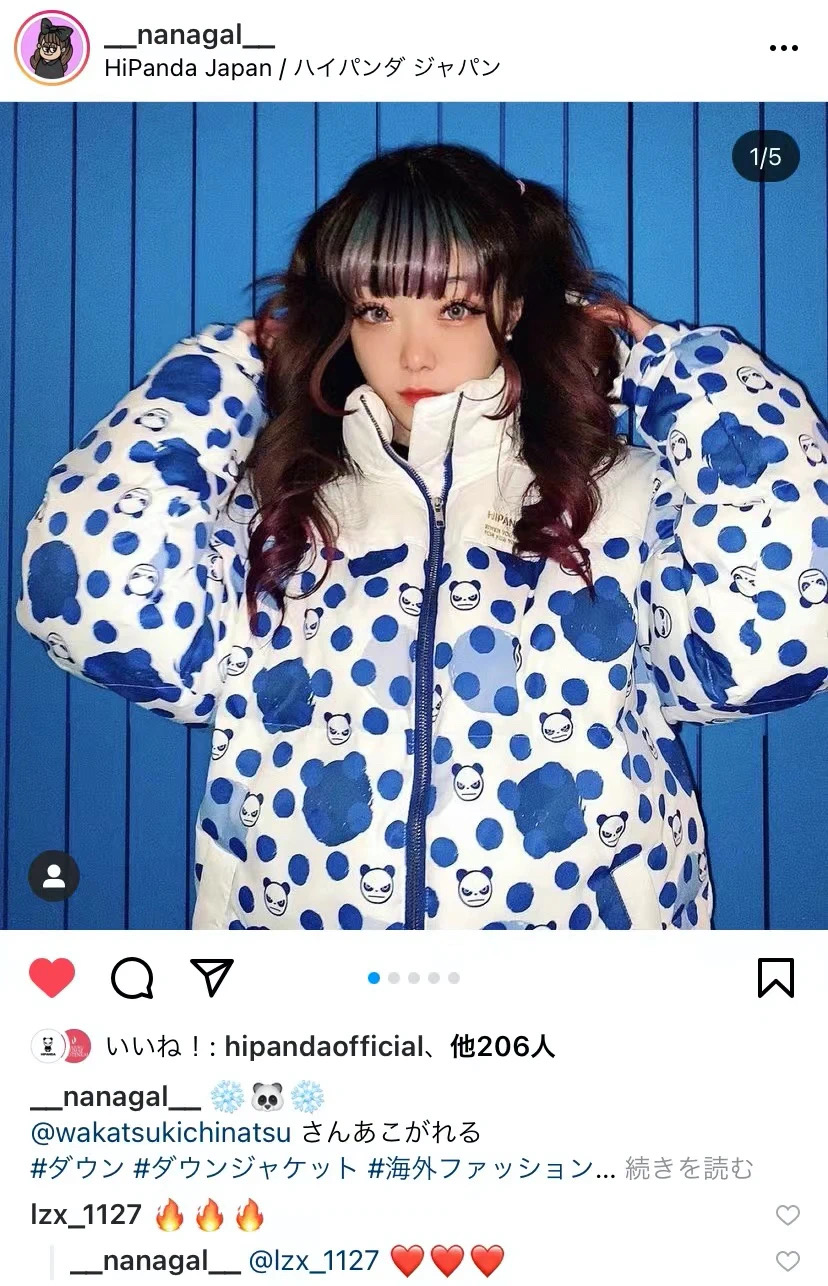 __nanagal__
HiPanda Japan / ハイパンダ ジャパン
1/5
HIPAN
いいね！: hipandaofficial、他206人
__nanagal__ ❄️🐼❄️
@wakatsukichinatsu さんあこがれる
#ダウン #ダウンジャケット #海外ファッション... 続きを読む
lzx_1127 🔥🔥🔥
__nanagal__ @lzx_1127 ❤️❤️❤️